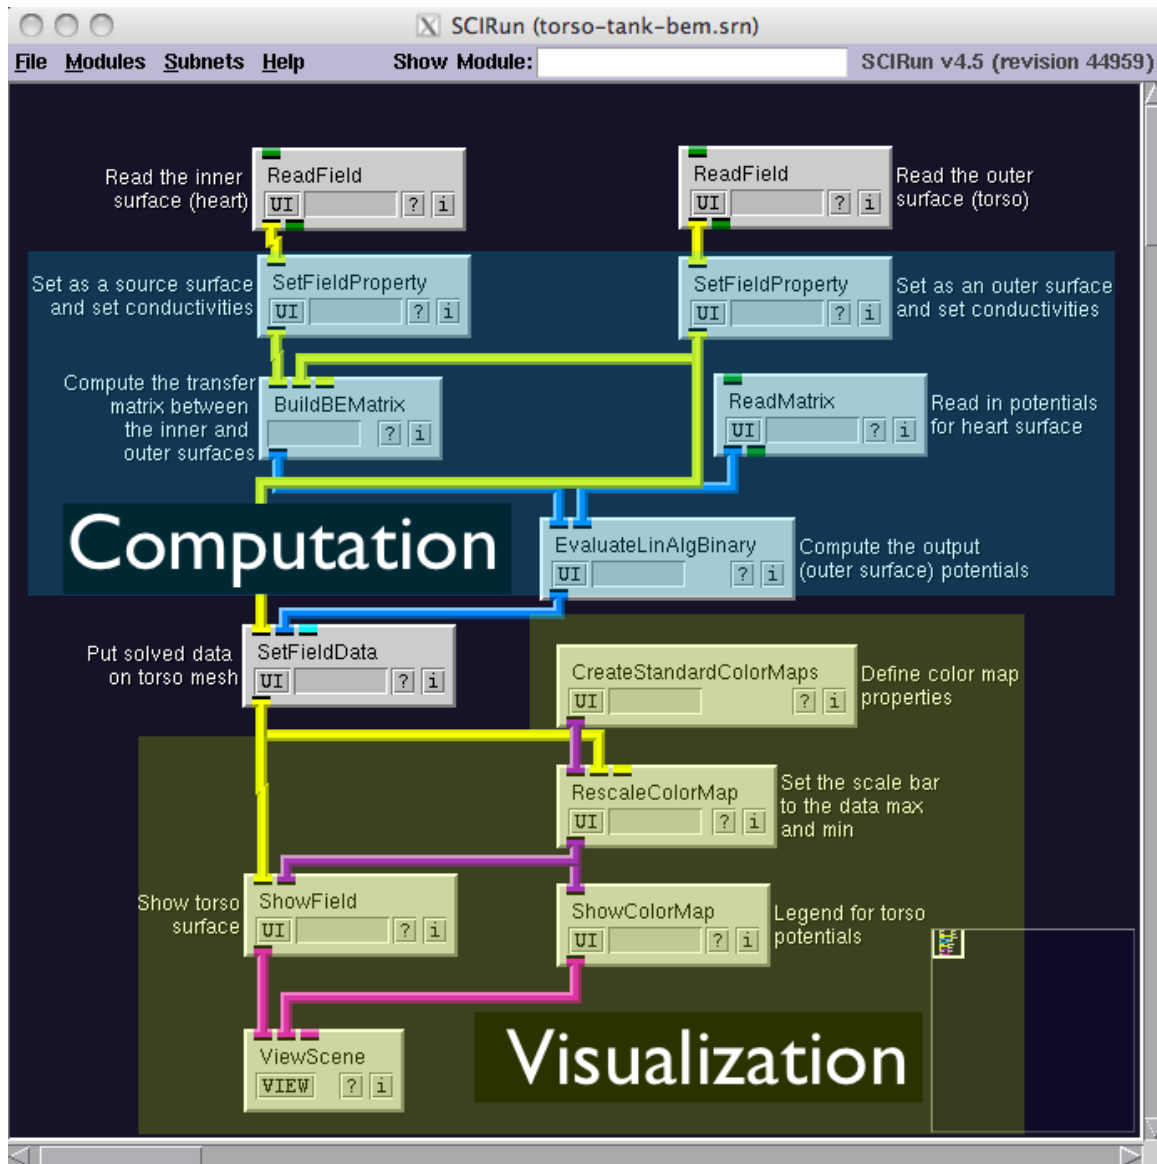 SCIRun (torso-tank-bem.srn)
File Modules Subnets Help Show Module: SCIRun v4.5 (revision 44959)
Read the inner
surface (heart)
ReadField
UI ? i
ReadField
UI ? i
Read the outer
surface (torso)
Set as a source surface
and set conductivities
SetFieldProperty
UI ? i
SetFieldProperty
UI ? i
Set as an outer surface
and set conductivities
Compute the transfer
matrix between
the inner and
outer surfaces
BuildBEMatrix
? i
ReadMatrix
UI ? i
Read in potentials
for heart surface
Computation
EvaluateLinAlgBinary
UI ? i
Compute the output
(outer surface) potentials
Put solved data
on torso mesh
SetFieldData
UI ? i
CreateStandardColorMaps
UI ? i
Define color map
properties
RescaleColorMap
UI ? i
Set the scale bar
to the data max
and min
Show torso
surface
ShowField
UI ? i
ShowColorMap
UI ? i
Legend for torso
potentials
ViewScene
VIEW ? i
Visualization